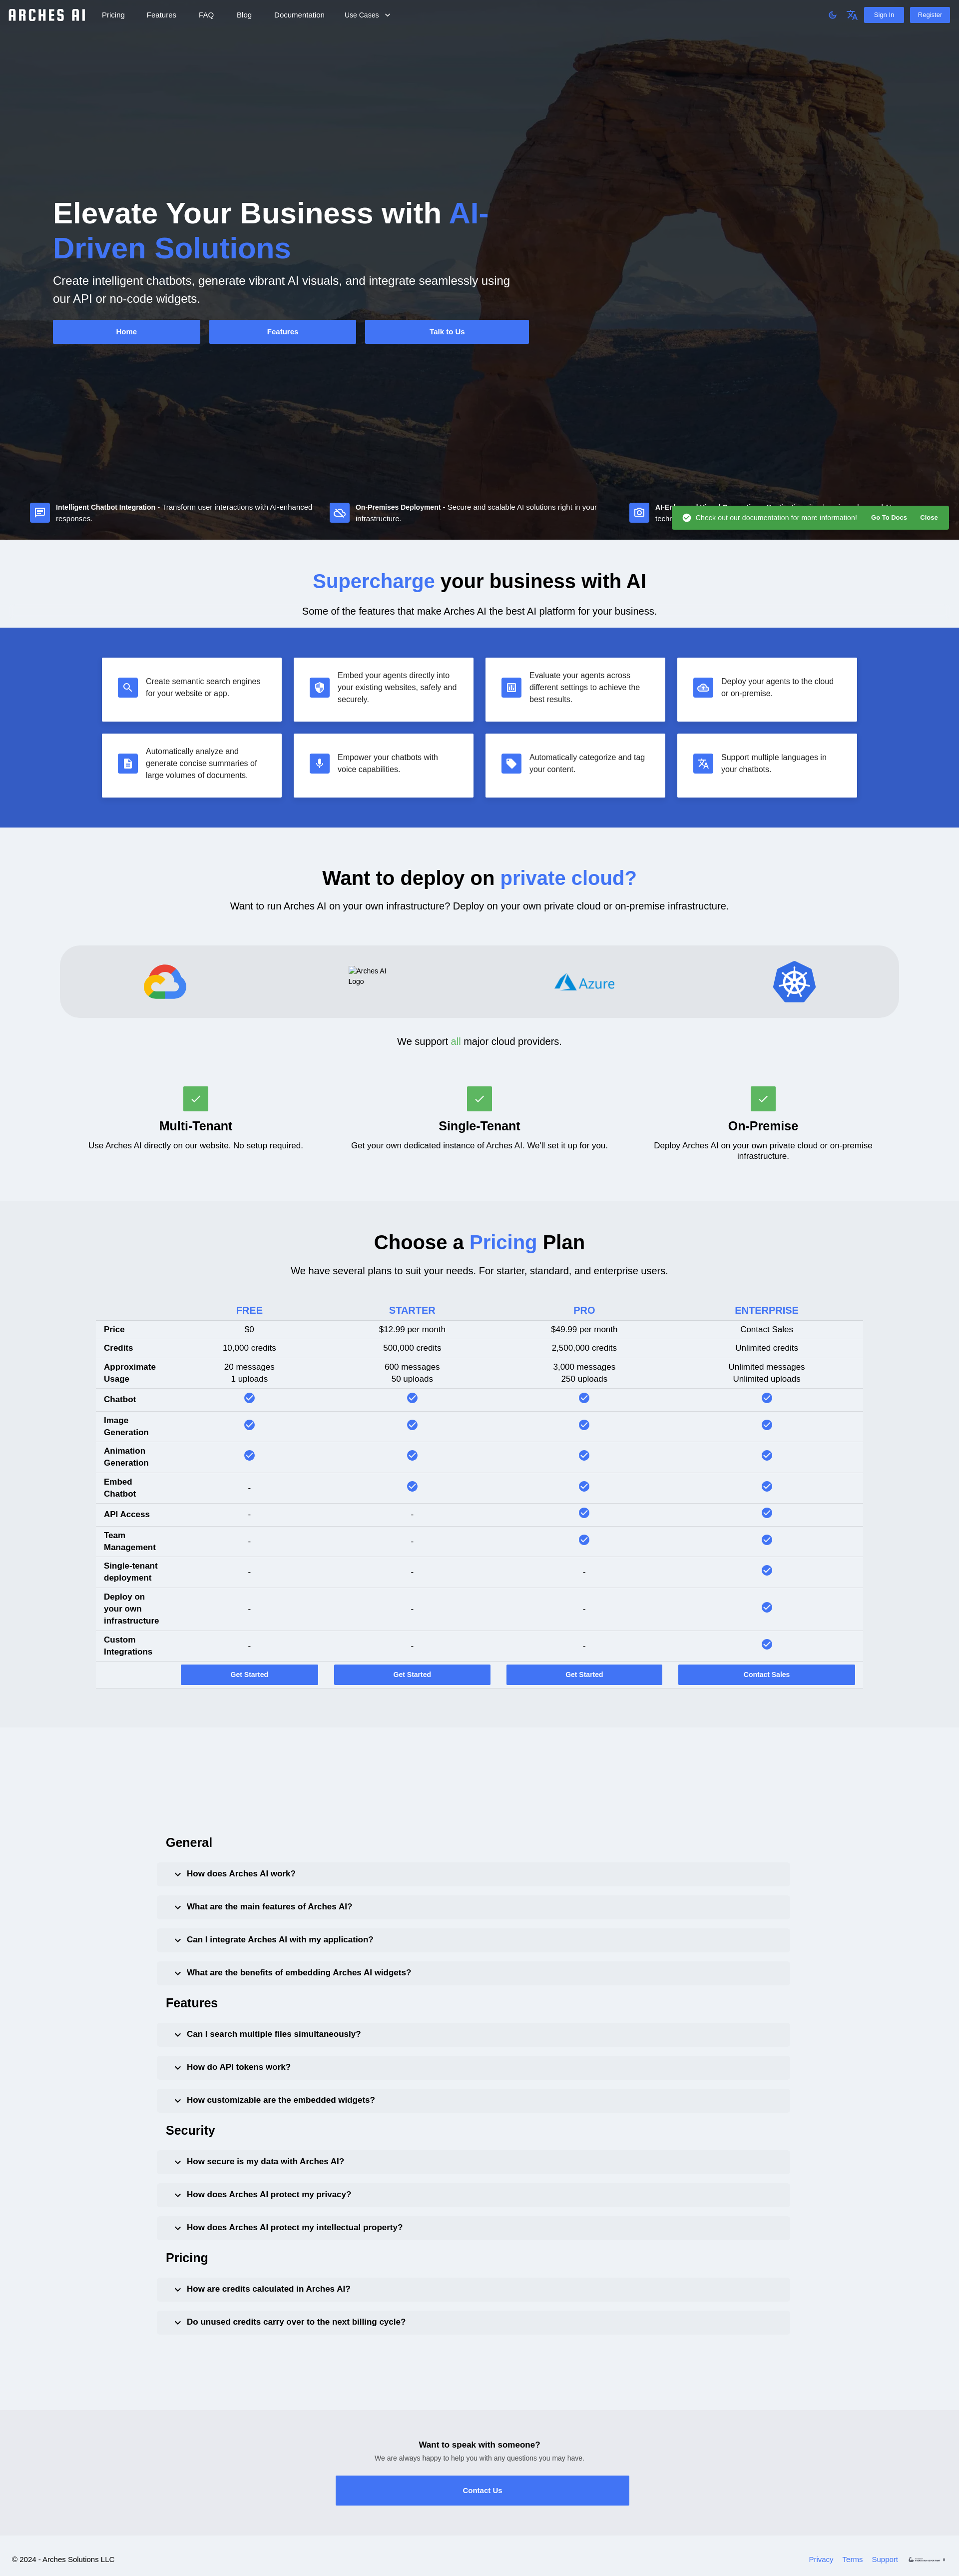 ARCHES AI
Pricing
Features
FAQ
Blog
Documentation
Use Cases
Sign In
Register
Elevate Your Business with AI-
Driven Solutions
Create intelligent chatbots, generate vibrant AI visuals, and integrate seamlessly using
our API or no-code widgets.
Home
Features
Talk to Us
Intelligent Chatbot Integration - Transform user interactions with AI-enhanced
responses.
On-Premises Deployment - Secure and scalable AI solutions right in your
infrastructure.
Check out our documentation for more information!
Go To Docs
Close
Supercharge your business with AI
Some of the features that make Arches AI the best AI platform for your business.
Create semantic search engines
for your website or app.
Embed your agents directly into
your existing websites, safely and
securely.
Evaluate your agents across
different settings to achieve the
best results.
Deploy your agents to the cloud
or on-premise.
Automatically analyze and
generate concise summaries of
large volumes of documents.
Empower your chatbots with
voice capabilities.
Automatically categorize and tag
your content.
Support multiple languages in
your chatbots.
Want to deploy on private cloud?
Want to run Arches AI on your own infrastructure? Deploy on your own private cloud or on-premise infrastructure.
Arches AI
Logo
Azure
We support all major cloud providers.
Multi-Tenant
Use Arches AI directly on our website. No setup required.
Single-Tenant
Get your own dedicated instance of Arches AI. We'll set it up for you.
On-Premise
Deploy Arches AI on your own private cloud or on-premise
infrastructure.
Choose a Pricing Plan
We have several plans to suit your needs. For starter, standard, and enterprise users.
FREE STARTER PRO ENTERPRISE
Price $0 $12.99 per month $49.99 per month Contact Sales
Credits 10,000 credits 500,000 credits 2,500,000 credits Unlimited credits
Approximate 20 messages 600 messages 3,000 messages Unlimited messages
Usage 1 uploads 50 uploads 250 uploads Unlimited uploads
Chatbot
Image
Generation
Animation
Generation
Embed
Chatbot -
API Access - -
Team
Management - -
Single-tenant
deployment - - -
Deploy on
your own - - -
infrastructure
Custom
Integrations - - -
Get Started Get Started Get Started Contact Sales
General
How does Arches AI work?
What are the main features of Arches AI?
Can I integrate Arches AI with my application?
What are the benefits of embedding Arches AI widgets?
Features
Can I search multiple files simultaneously?
How do API tokens work?
How customizable are the embedded widgets?
Security
How secure is my data with Arches AI?
How does Arches AI protect my privacy?
How does Arches AI protect my intellectual property?
Pricing
How are credits calculated in Arches AI?
Do unused credits carry over to the next billing cycle?
Want to speak with someone?
We are always happy to help you with any questions you may have.
Contact Us
© 2024 - Arches Solutions LLC
Privacy
Terms
Support